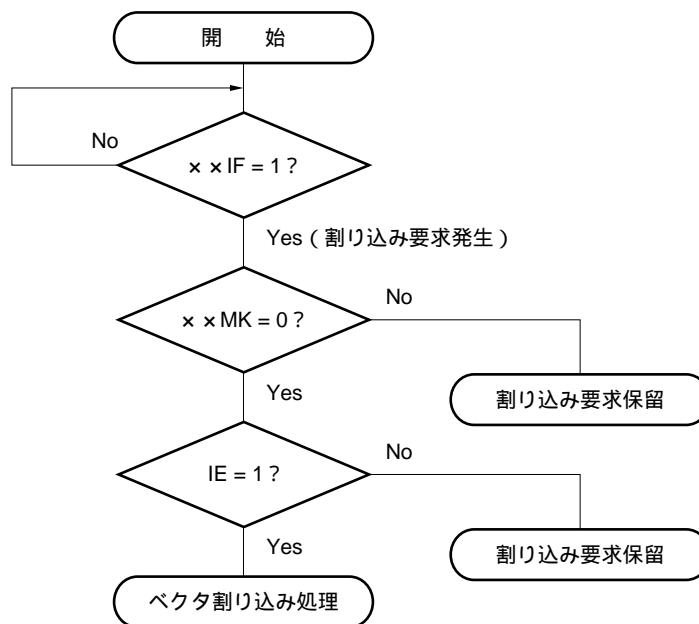 開　始
No
××IF = 1 ?
Yes ( 割り込み要求発生 )
××MK = 0 ?
No
割り込み要求保留
Yes
IE = 1 ?
No
割り込み要求保留
Yes
ベクタ割り込み処理